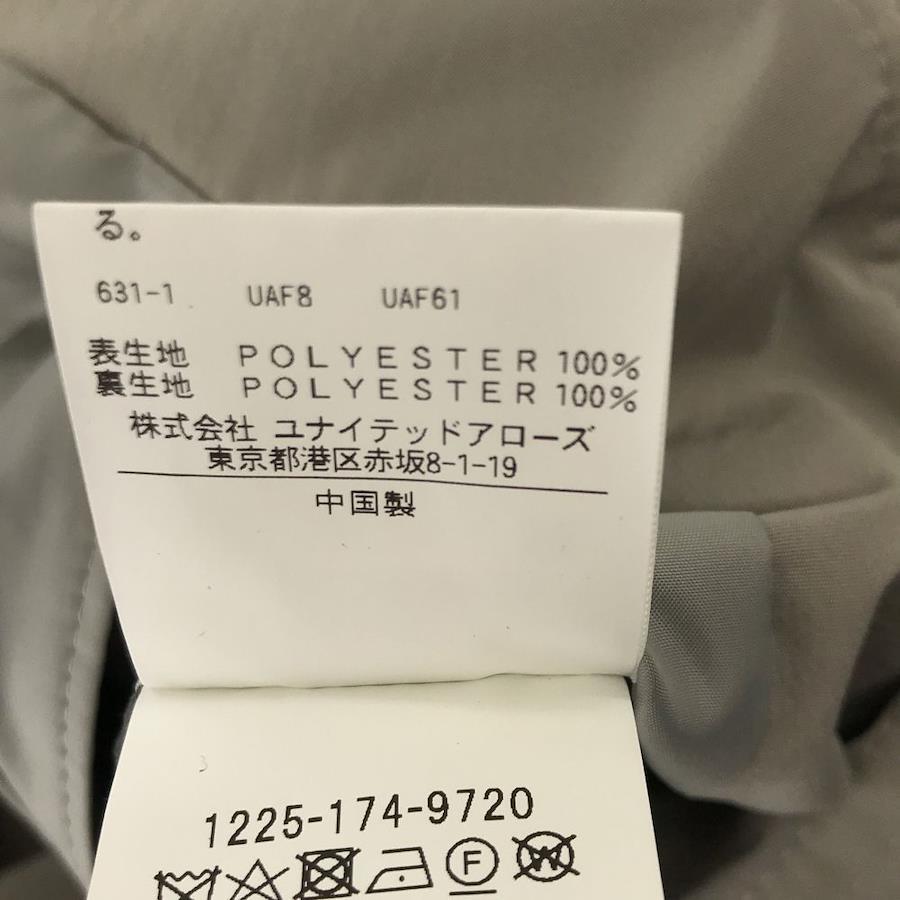 る。
631-1 UAF8 UAF61
表生地 POLYESTER 100%
裏生地 POLYESTER 100%
株式会社 ユナイテッドアローズ
東京都港区赤坂8-1-19
中国製
1225-174-9720
F W